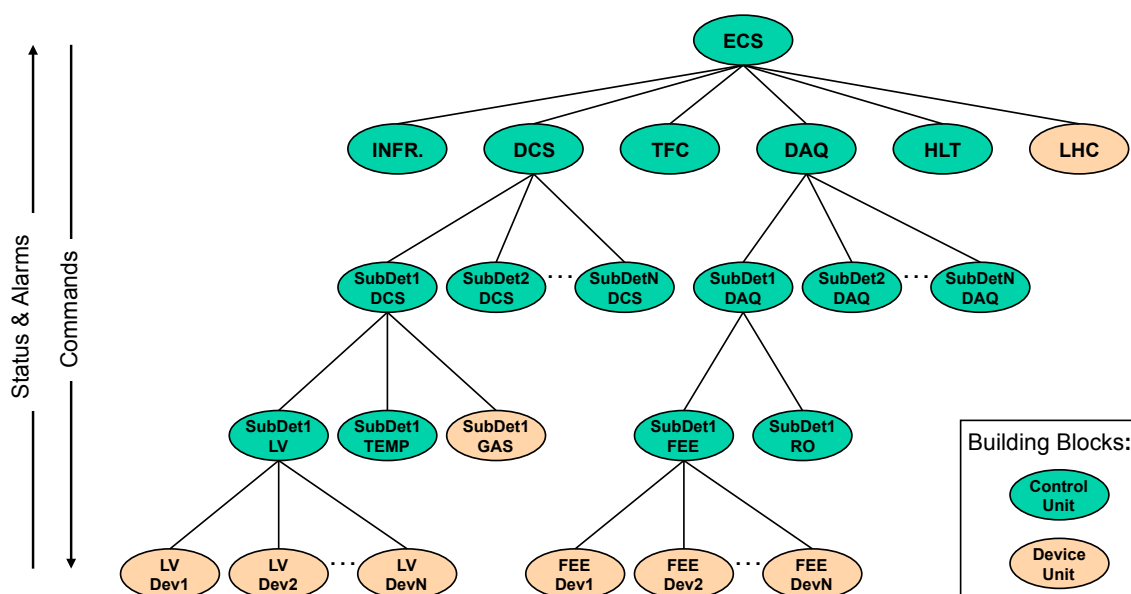 ECS
INFR.
DCS
TFC
DAQ
HLT
LHC
Status & Alarms
Commands
SubDet1
DCS
SubDet2
DCS
...
SubDetN
DCS
SubDet1
DAQ
SubDet2
DAQ
...
SubDetN
DAQ
SubDet1
LV
SubDet1
TEMP
SubDet1
GAS
SubDet1
FEE
SubDet1
RO
LV
Dev1
LV
Dev2
...
LV
DevN
FEE
Dev1
FEE
Dev2
...
FEE
DevN
Building Blocks:
Control
Unit
Device
Unit